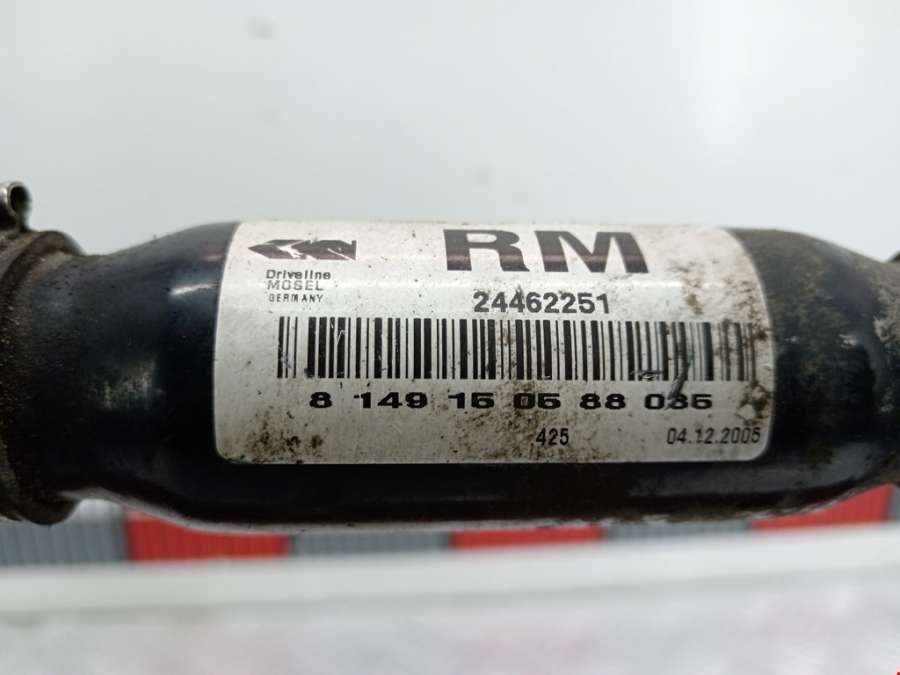 RM
Driveline
MOSEL
GERMANY
24462251
8 149 15 05 88 035
425 04.12.2005